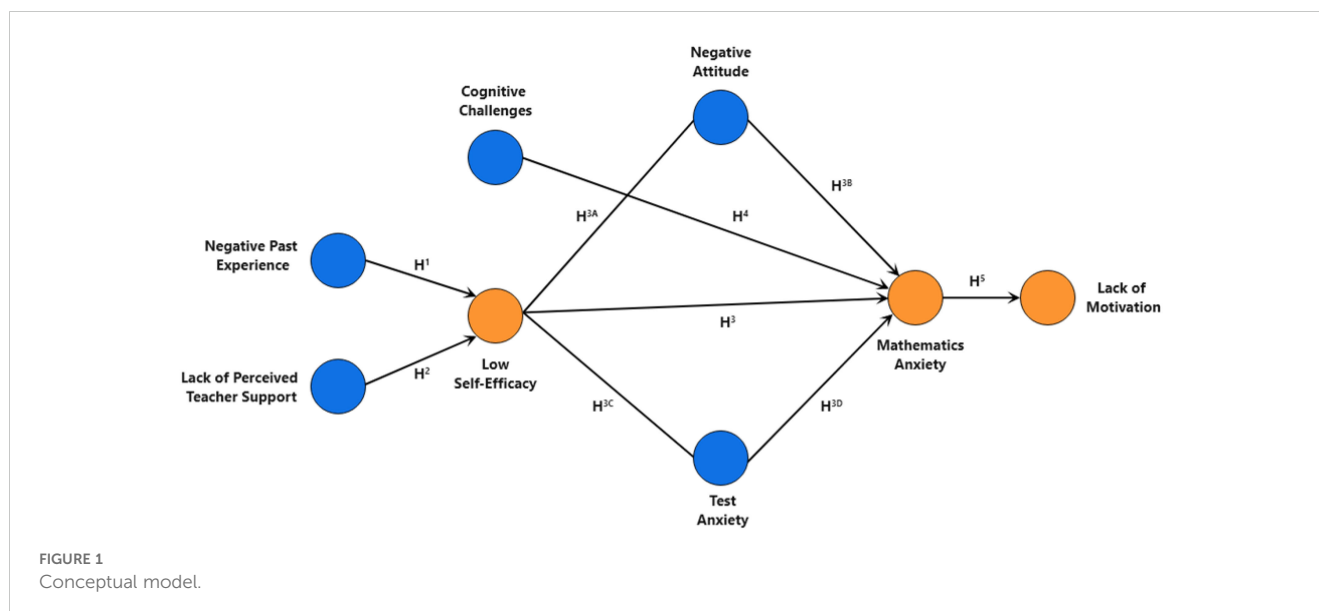 Negative
Attitude
Cognitive
Challenges
H3B
H3A
H4
Negative Past
Experience
H1
H5
Lack of
Motivation
H3
Mathematics
Anxiety
Low
Self-Efficacy
H2
Lack of Perceived
Teacher Support
H3C
H3D
Test
Anxiety
FIGURE 1
Conceptual model.